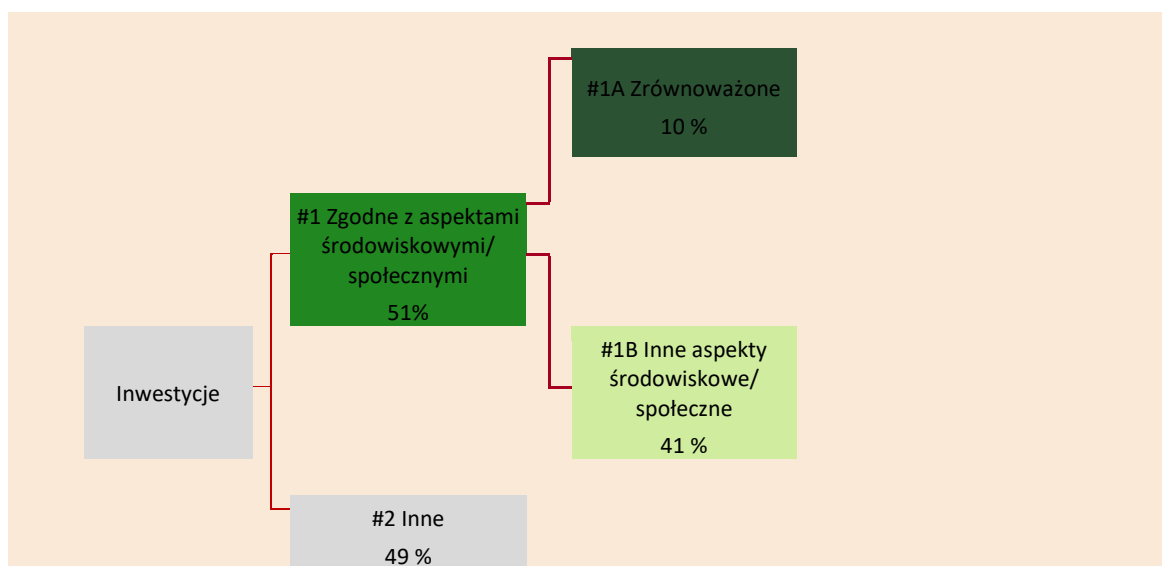 #1A Zrównoważone
10 %
#1 Zgodne z aspektami
środowiskowymi/
społecznymi
51%
Inwestycje
#1B Inne aspekty
środowiskowe/
społeczne
41 %
#2 Inne
49 %